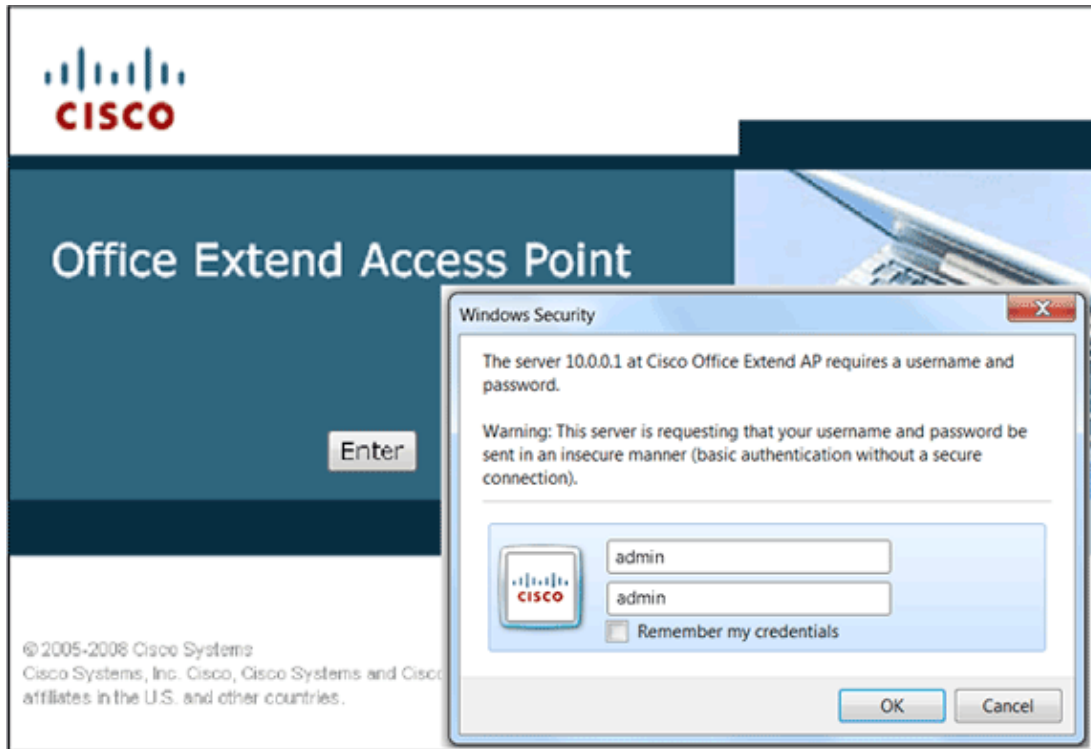 CISCO
Office Extend Access Point
Enter
© 2005-2008 Cisco Systems
Cisco Systems, Inc. Cisco, Cisco Systems and Cisco
affiliates in the U.S. and other countries.
Windows Security
The server 10.0.0.1 at Cisco Office Extend AP requires a username and
password.
Warning: This server is requesting that your username and password be
sent in an insecure manner (basic authentication without a secure
connection).
CISCO
admin
admin
Remember my credentials
OK
Cancel